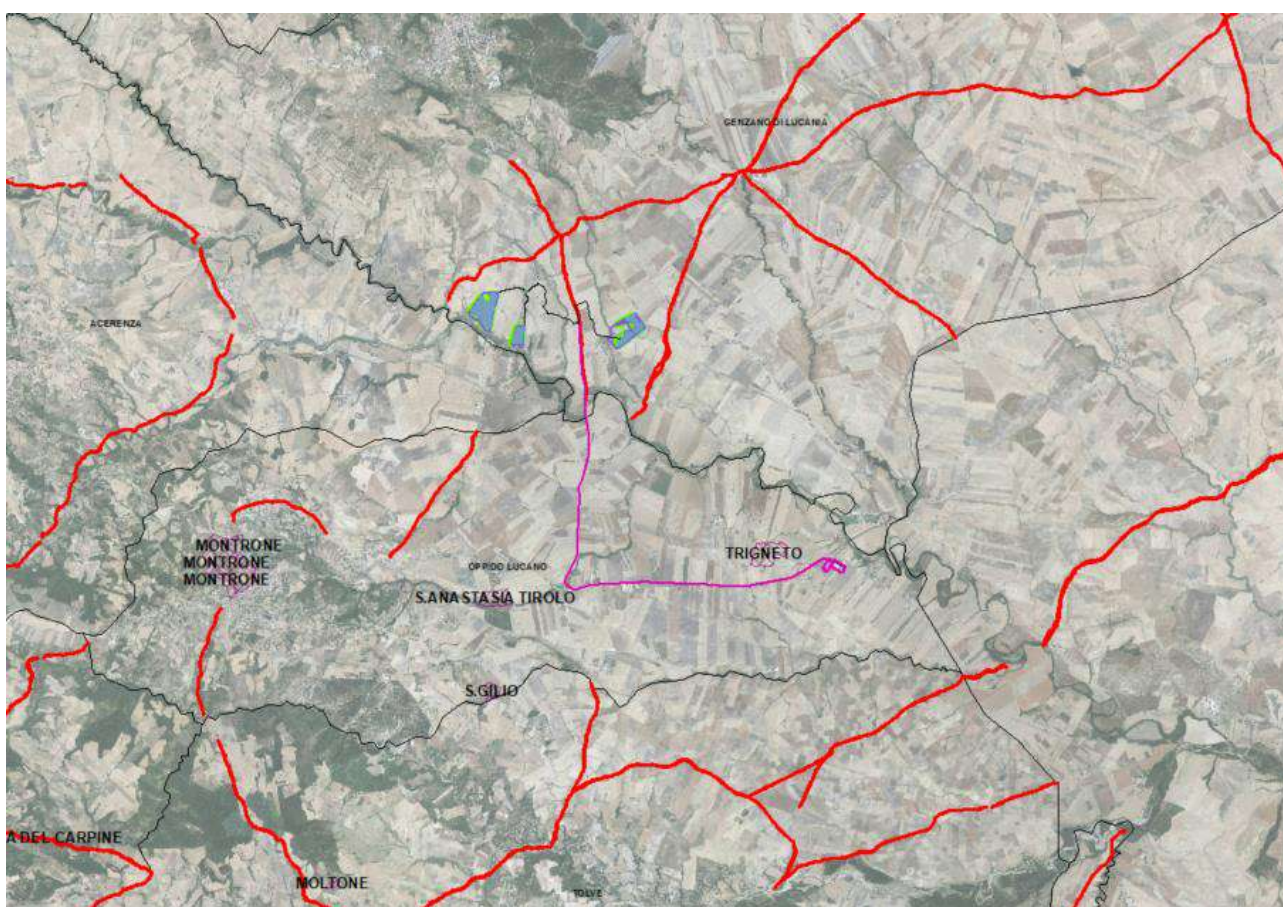 GENZANO DI LUCANIA
ACERENZA
MONTRONE
MONTRONE
MONTRONE
TRIGNETO
OPPIDO LUCANO
S.ANASTASIA TIROLO
S.GILIO
A DEL CARPINE
MOLTONE
TOLVE